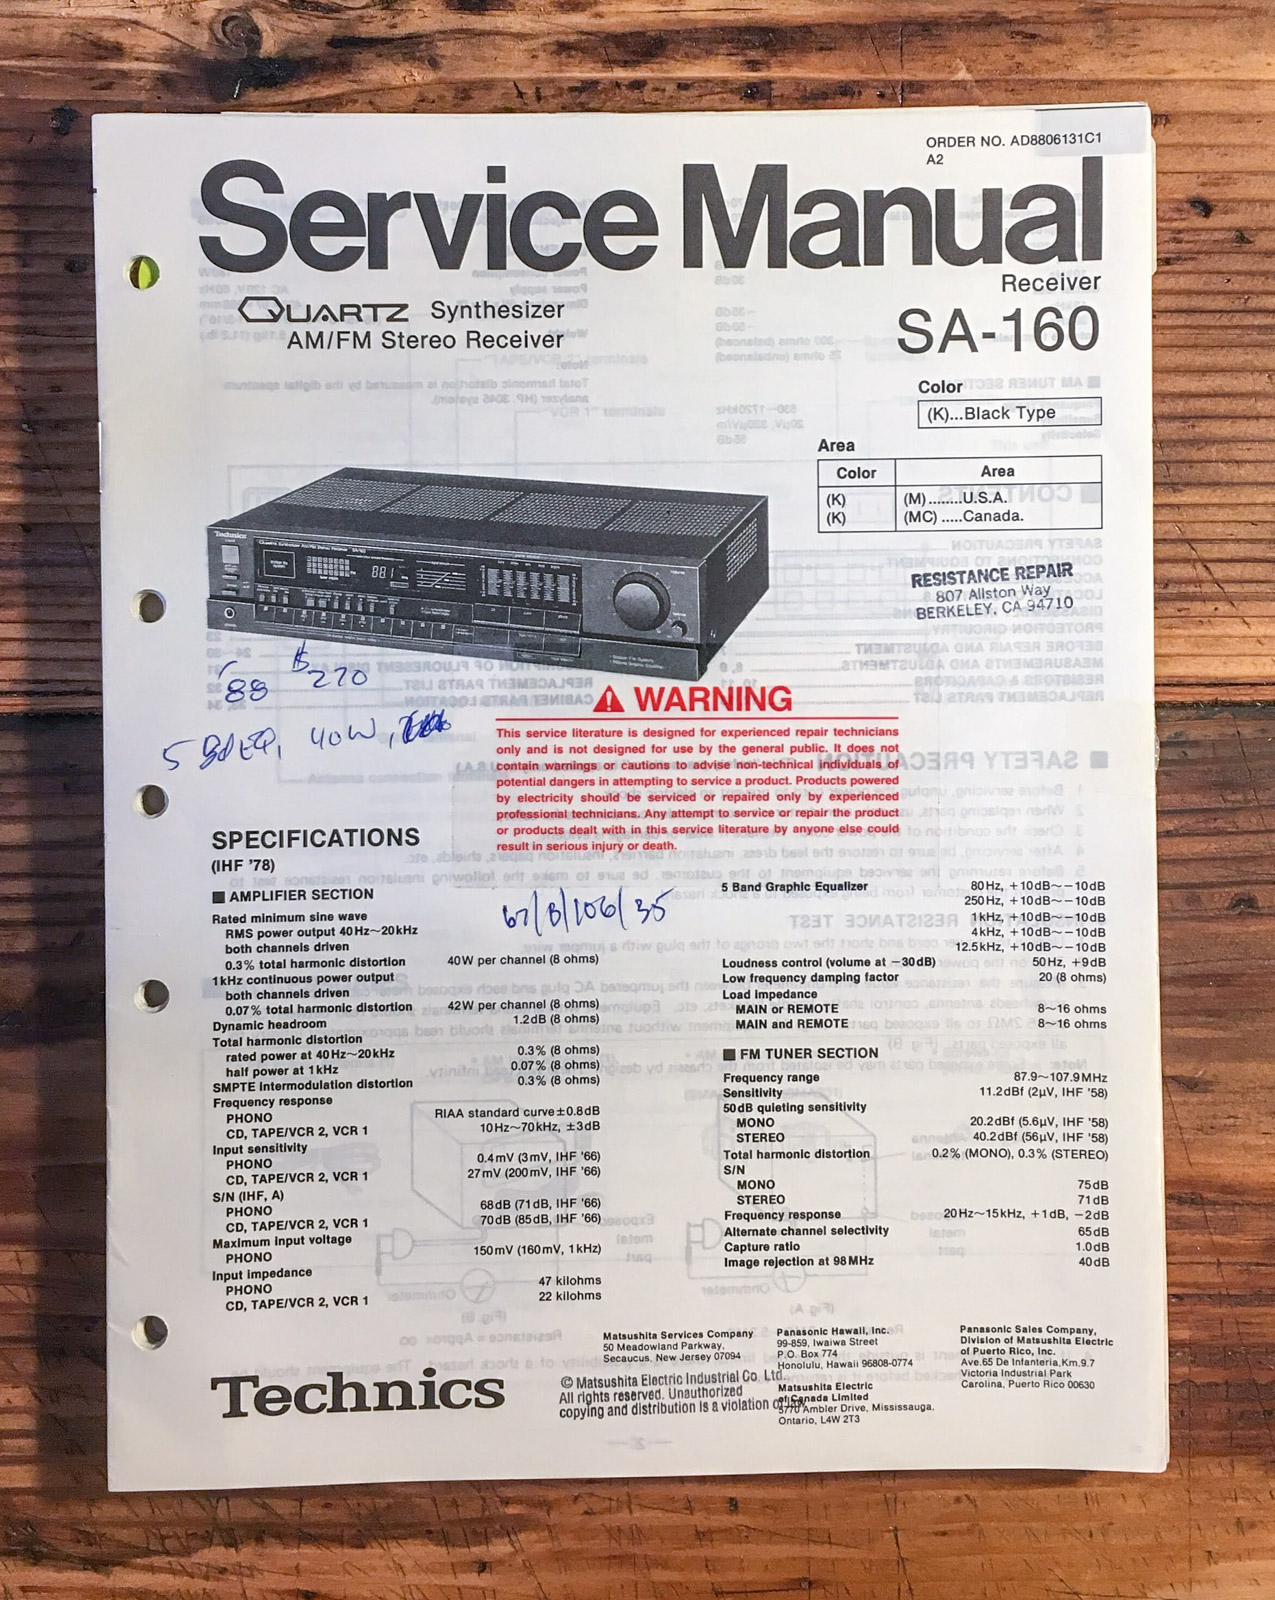 ORDER NO. AD8806131C1
A2
Service Manual
Receiver
QUARTZ Synthesizer
AM/FM Stereo Receiver
SA-160
Color
(K)...Black Type
Area
Color Area
(K) (M) ........U.S.A.
(K) (MC) .....Canada.
RESISTANCE REPAIR
807 Allston Way
BERKELEY, CA 94710
Technics
881
'88 $270
40W,
WARNING
This service literature is designed for experienced repair technicians
only and is not designed for use by the general public. It does not
contain warnings or cautions to advise non-technical individuals of
potential dangers in attempting to service a product. Products powered
by electricity should be serviced or repaired only by experienced
professional technicians. Any attempt to service or repair the product
or products dealt with in this service literature by anyone else could
result in serious injury or death.
SPECIFICATIONS
(IHF '78)
■ AMPLIFIER SECTION
Rated minimum sine wave
RMS power output 40Hz~20kHz
both channels driven
0.3% total harmonic distortion 40W per channel (8 ohms)
1kHz continuous power output
both channels driven
0.07% total harmonic distortion 42W per channel (8 ohms)
Dynamic headroom 1.2dB (8 ohms)
Total harmonic distortion
rated power at 40Hz~20kHz 0.3% (8 ohms)
half power at 1kHz 0.07% (8 ohms)
SMPTE intermodulation distortion 0.3% (8 ohms)
Frequency response
PHONO RIAA standard curve±0.8dB
CD, TAPE/VCR 2, VCR 1 10Hz~70kHz, ±3dB
Input sensitivity
PHONO 0.4mV (3mV, IHF '66)
CD, TAPE/VCR 2, VCR 1 27mV (200mV, IHF '66)
S/N (IHF, A)
PHONO 68dB (71dB, IHF '66)
CD, TAPE/VCR 2, VCR 1 70dB (85dB, IHF '66)
Maximum input voltage
PHONO 150mV (160mV, 1kHz)
Input impedance
PHONO 47 kilohms
CD, TAPE/VCR 2, VCR 1 22 kilohms
5 Band Graphic Equalizer 80Hz, +10dB~-10dB
250Hz, +10dB~-10dB
1kHz, +10dB~-10dB
4kHz, +10dB~-10dB
12.5kHz, +10dB~-10dB
Loudness control (volume at -30dB) 50Hz, +9dB
Low frequency damping factor 20 (8 ohms)
Load impedance
MAIN or REMOTE 8~16 ohms
MAIN and REMOTE 8~16 ohms
■ FM TUNER SECTION
Frequency range 87.9~107.9MHz
Sensitivity 11.2dBf (2μV, IHF '58)
50dB quieting sensitivity
MONO 20.2dBf (5.6μV, IHF '58)
STEREO 40.2dBf (56μV, IHF '58)
Total harmonic distortion 0.2% (MONO), 0.3% (STEREO)
S/N
MONO 75dB
STEREO 71dB
Frequency response 20Hz~15kHz, +1dB, -2dB
Alternate channel selectivity 65dB
Capture ratio 1.0dB
Image rejection at 98MHz 40dB
Technics
Matsushita Services Company
50 Meadowland Parkway,
Secaucus, New Jersey 07094
© Matsushita Electric Industrial Co. Ltd.
All rights reserved. Unauthorized
copying and distribution is a violation of law.
Panasonic Hawaii, Inc.
99-859, Iwaiwa Street
P.O. Box 774
Honolulu, Hawaii 96808-0774
Matsushita Electric
of Canada Limited
5770 Ambler Drive, Mississauga,
Ontario, L4W 2T3
Panasonic Sales Company,
Division of Matsushita Electric
of Puerto Rico, Inc.
Ave.65 De Infanteria,Km.9.7
Victoria Industrial Park
Carolina, Puerto Rico 00630